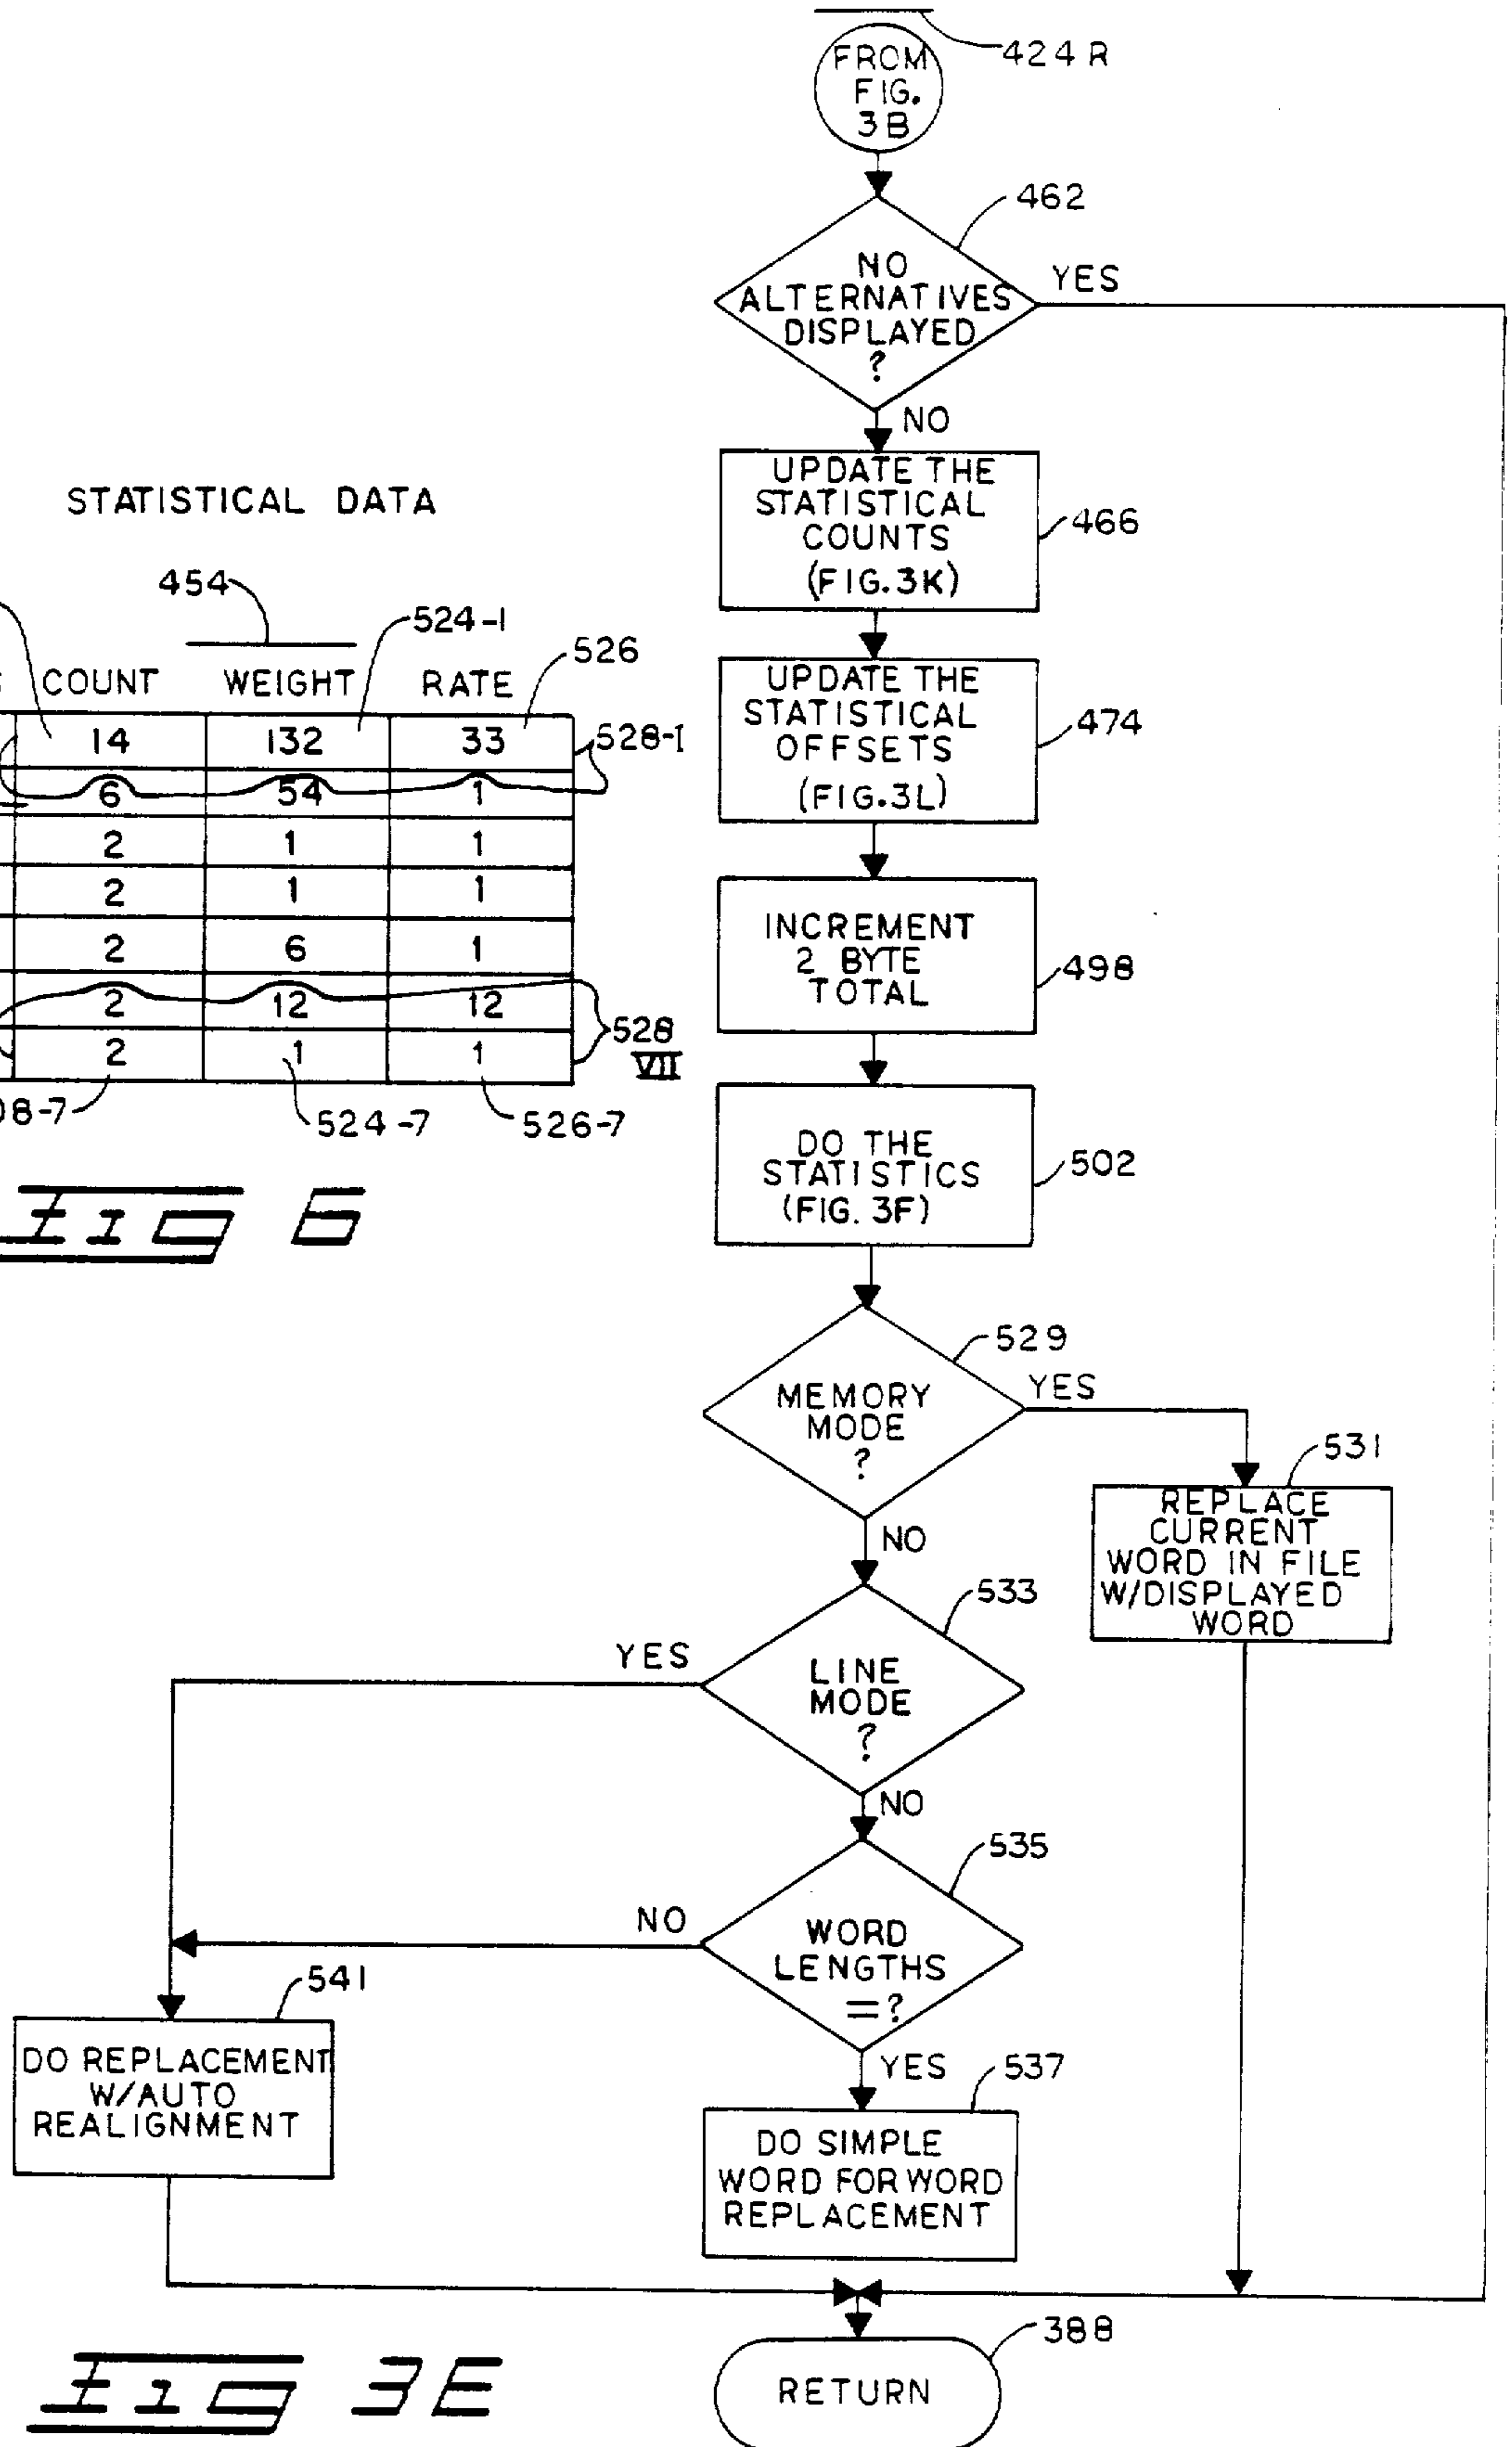 424 R
FROM
FIG.
3B
462
NO
ALTERNATIVES
DISPLAYED
?
YES
NO
UPDATE THE
STATISTICAL
COUNTS
(FIG.3K)
466
UPDATE THE
STATISTICAL
OFFSETS
(FIG.3L)
474
INCREMENT
2 BYTE
TOTAL
498
DO THE
STATISTICS
(FIG. 3F)
502
529
MEMORY
MODE
?
YES
531
REPLACE
CURRENT
WORD IN FILE
W/DISPLAYED
WORD
NO
533
LINE
MODE
?
YES
NO
535
WORD
LENGTHS
=?
NO
541
DO REPLACEMENT
W/AUTO
REALIGNMENT
YES
537
DO SIMPLE
WORD FOR WORD
REPLACEMENT
388
RETURN
FIG 3E
STATISTICAL DATA
454
524-1
526
COUNT WEIGHT RATE
14 132 33
528-I
6 54 1
2 1 1
2 1 1
2 6 1
2 12 12
528
VII
2 1 1
08-7
524-7
526-7
FIG 6